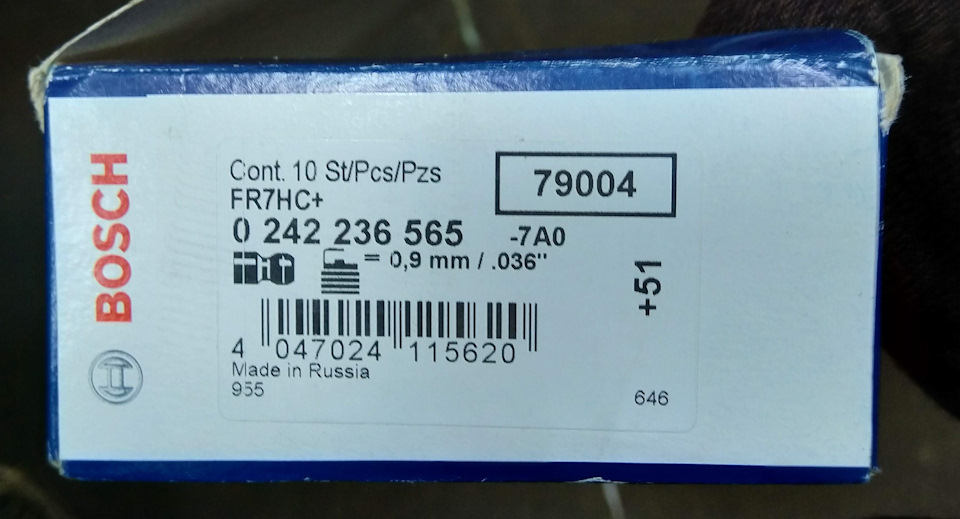 BOSCH
Cont. 10 St/Pcs/Pzs
79004
FR7HC+
0 242 236 565 -7A0
= 0,9 mm / .036"
+51
4 047024 115620
Made in Russia
955
646